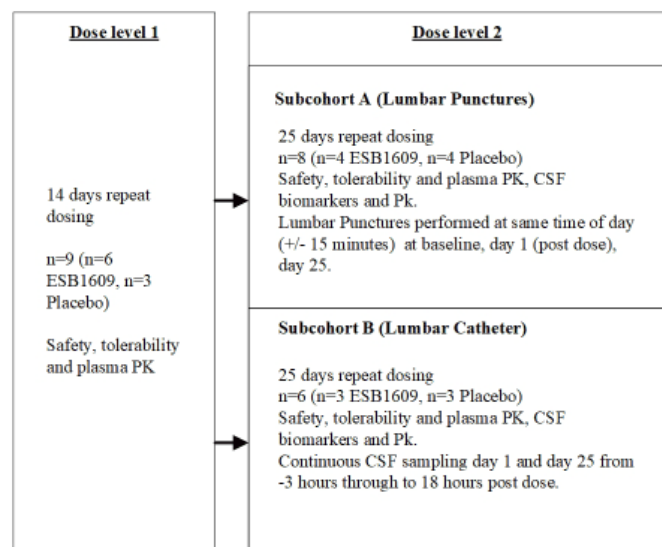 Dose level 1
14 days repeat
dosing
n=9 (n=6
ESB1609, n=3
Placebo)
Safety, tolerability
and plasma PK
Dose level 2
Subcohort A (Lumbar Punctures)
25 days repeat dosing
n=8 (n=4 ESB1609, n=4 Placebo)
Safety, tolerability and plasma PK, CSF
biomarkers and Pk.
Lumbar Punctures performed at same time of day
(+/- 15 minutes)  at baseline, day 1 (post dose),
day 25.
Subcohort B (Lumbar Catheter)
25 days repeat dosing
n=6 (n=3 ESB1609, n=3 Placebo)
Safety, tolerability and plasma PK, CSF
biomarkers and Pk.
Continuous CSF sampling day 1 and day 25 from
-3 hours through to 18 hours post dose.